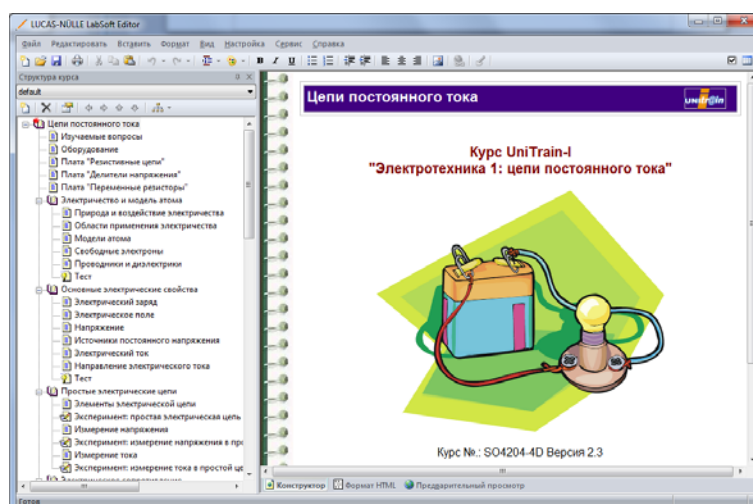 LUCAS-NÜLLE LabSoft Editor
Файл Редактировать Вставить Формат Вид Настройка Сервис Справка
Структура курса
default
Цепи постоянного тока
Изучаемые вопросы
Оборудование
Плата "Резистивные цепи"
Плата "Делители напряжения"
Плата "Переменные резисторы"
Электричество и модель атома
Природа и воздействие электричества
Области применения электричества
Модели атома
Свободные электроны
Проводники и диэлектрики
Тест
Основные электрические свойства
Электрический заряд
Электрическое поле
Напряжение
Источники постоянного напряжения
Электрический ток
Направление электрического тока
Тест
Простые электрические цепи
Элементы электрической цепи
Эксперимент: простая электрическая цепь
Измерение напряжения
Эксперимент: измерение напряжения в про
Измерение тока
Эксперимент: измерение тока в простой це
Готов
Цепи постоянного тока
unitrain
Курс UniTrain-I
"Электротехника 1: цепи постоянного тока"
Курс №.: SO4204-4D Версия 2.3
Конструктор Формат HTML Предварительный просмотр